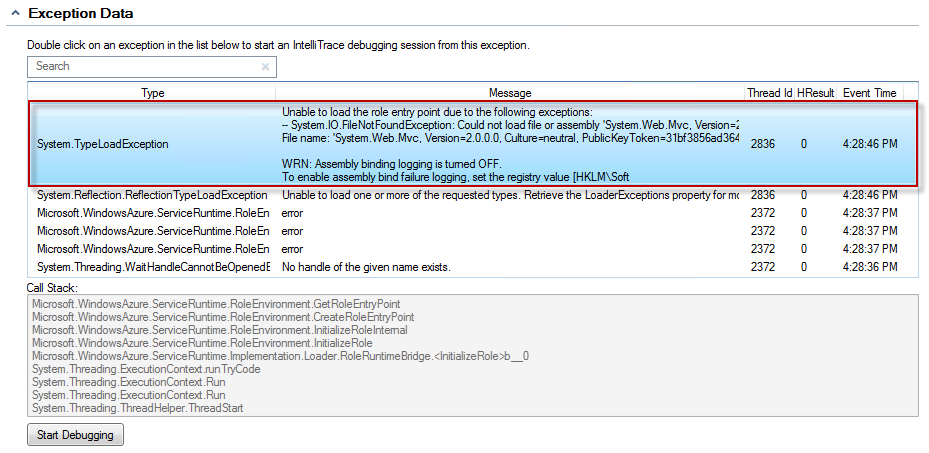 Exception Data
Double click on an exception in the list below to start an IntelliTrace debugging session from this exception.
Search
Type Message Thread Id HResult Event Time
Unable to load the role entry point due to the following exceptions:
-- System.IO.FileNotFoundException: Could not load file or assembly 'System.Web.Mvc, Version=2
File name: 'System.Web.Mvc, Version=2.0.0.0, Culture=neutral, PublicKeyToken=31bf3856ad364
System.TypeLoadException 2836 0 4:28:46 PM
WRN: Assembly binding logging is turned OFF.
To enable assembly bind failure logging, set the registry value [HKLM\Soft
System.Reflection.ReflectionTypeLoadException Unable to load one or more of the requested types. Retrieve the LoaderExceptions property for mo 2836 0 4:28:46 PM
Microsoft.WindowsAzure.ServiceRuntime.RoleEn error 2372 0 4:28:37 PM
Microsoft.WindowsAzure.ServiceRuntime.RoleEn error 2372 0 4:28:37 PM
Microsoft.WindowsAzure.ServiceRuntime.RoleEn error 2372 0 4:28:37 PM
System.Threading.WaitHandleCannotBeOpenedE No handle of the given name exists. 2372 0 4:28:36 PM
Call Stack:
Microsoft.WindowsAzure.ServiceRuntime.RoleEnvironment.GetRoleEntryPoint
Microsoft.WindowsAzure.ServiceRuntime.RoleEnvironment.CreateRoleEntryPoint
Microsoft.WindowsAzure.ServiceRuntime.RoleEnvironment.InitializeRoleInternal
Microsoft.WindowsAzure.ServiceRuntime.RoleEnvironment.InitializeRole
Microsoft.WindowsAzure.ServiceRuntime.Implementation.Loader.RoleRuntimeBridge.<InitializeRole>b__0
System.Threading.ExecutionContext.runTryCode
System.Threading.ExecutionContext.Run
System.Threading.ExecutionContext.Run
System.Threading.ThreadHelper.ThreadStart
Start Debugging